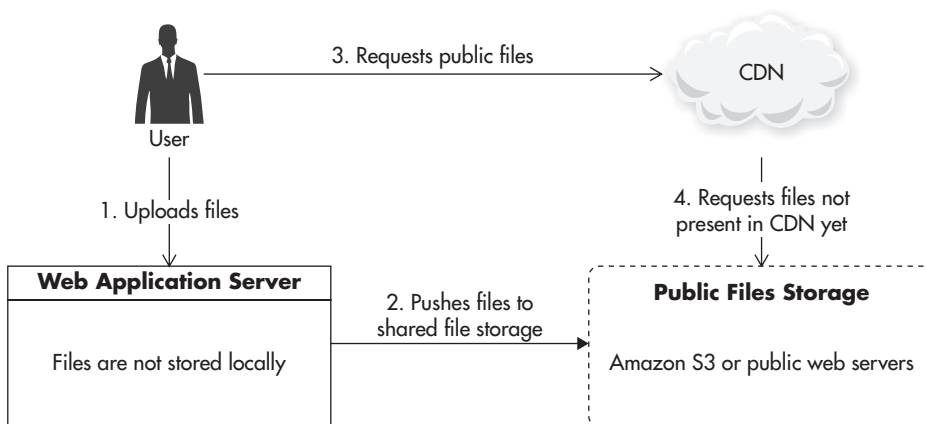 3. Requests public files
CDN
User
1. Uploads files
4. Requests files not
present in CDN yet
Web Application Server
Files are not stored locally
2. Pushes files to
shared file storage
Public Files Storage
Amazon S3 or public web servers